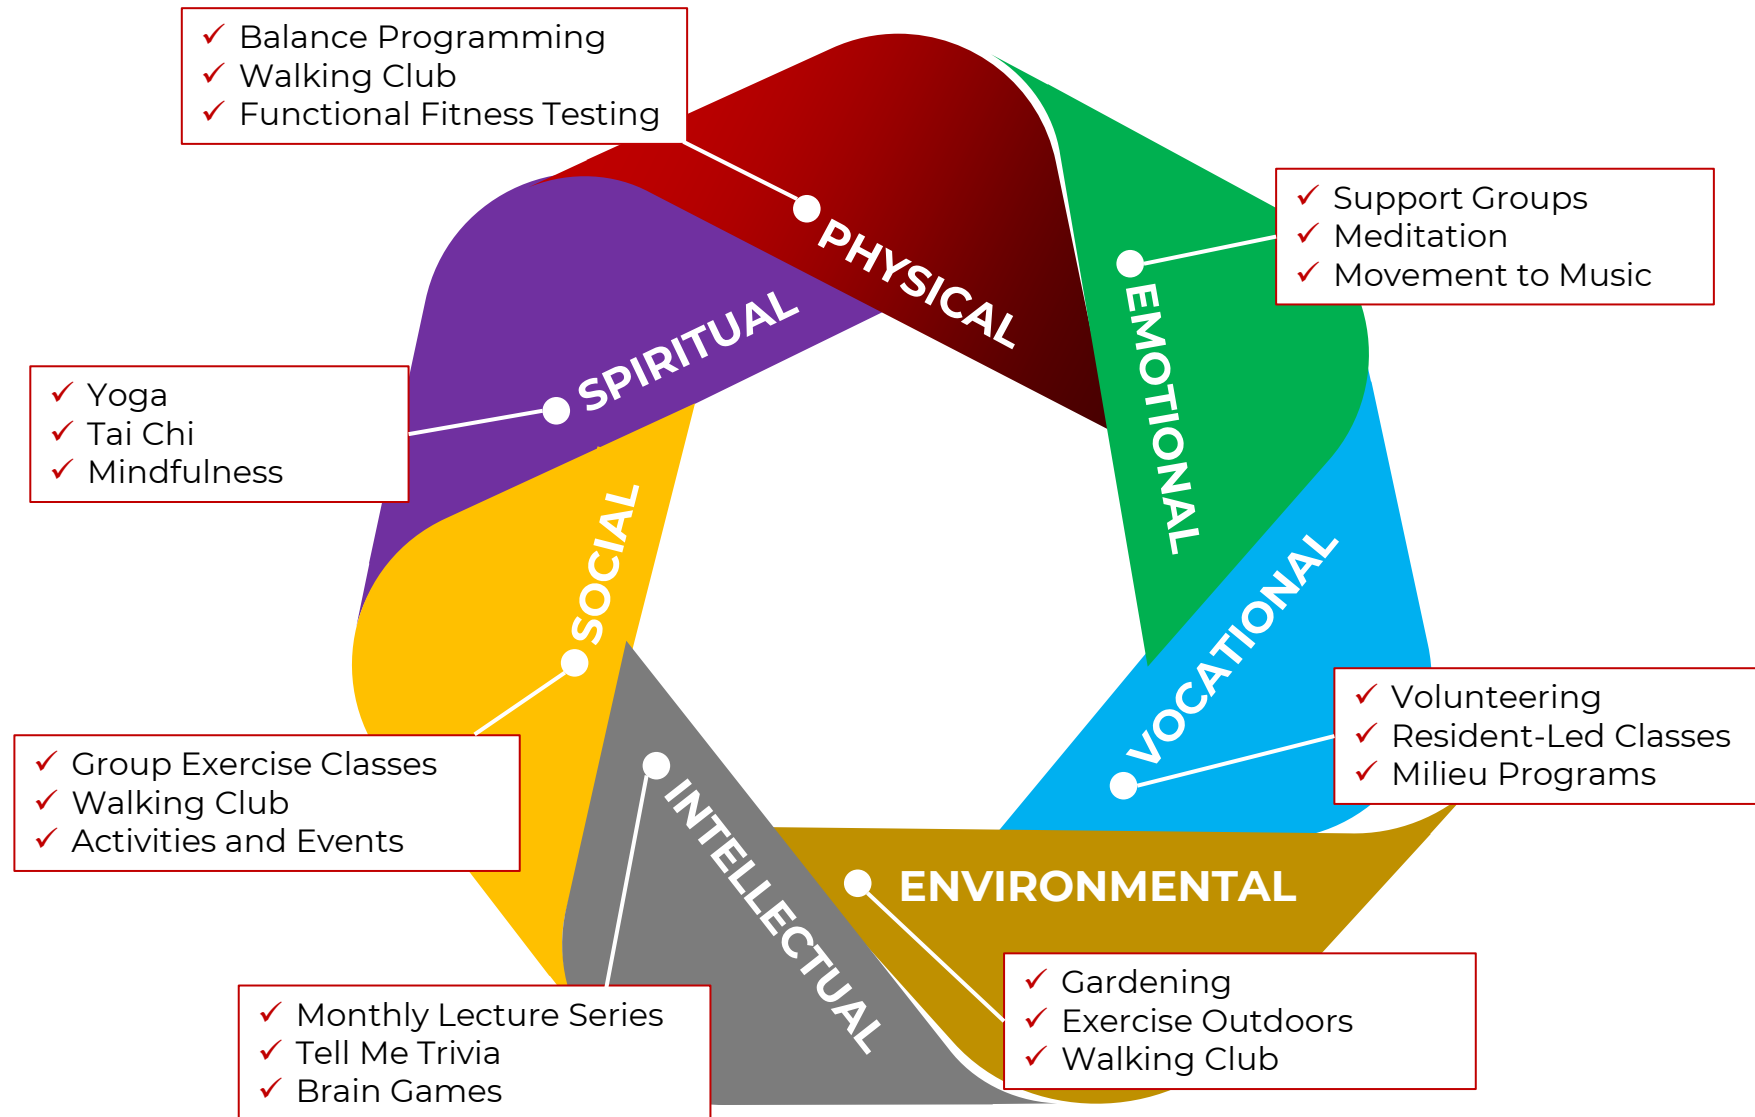 ✓ Balance Programming
✓ Walking Club
✓ Functional Fitness Testing
PHYSICAL
✓ Support Groups
✓ Meditation
✓ Movement to Music
EMOTIONAL
✓ Volunteering
✓ Resident-Led Classes
✓ Milieu Programs
VOCATIONAL
✓ Gardening
✓ Exercise Outdoors
✓ Walking Club
ENVIRONMENTAL
✓ Monthly Lecture Series
✓ Tell Me Trivia
✓ Brain Games
INTELLECTUAL
✓ Group Exercise Classes
✓ Walking Club
✓ Activities and Events
SOCIAL
✓ Yoga
✓ Tai Chi
✓ Mindfulness
SPIRITUAL